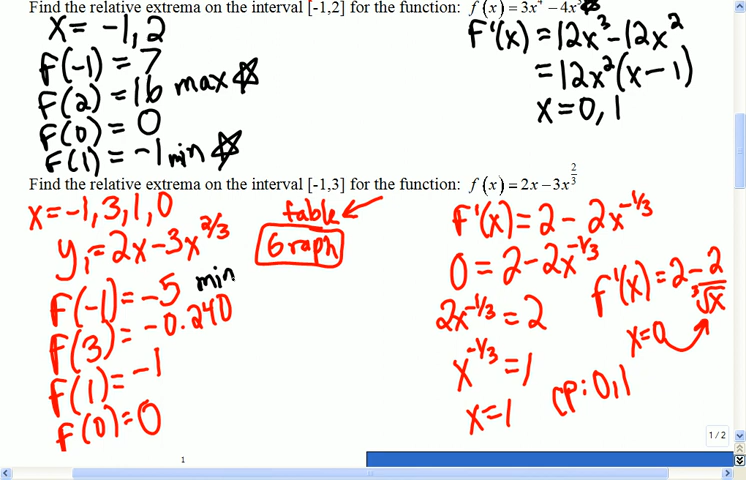 Find the relative extrema on the interval [-1,2] for the function: f(x) = 3x⁴ − 4x³
x = -1, 2
F(-1) = 7
F(2) = 16 max ☆
F(0) = 0
F(1) = -1 min ☆
F'(x) = 12x³ - 12x²
= 12x²(x - 1)
x = 0, 1
Find the relative extrema on the interval [-1,3] for the function: f(x) = 2x − 3x^(2/3)
x = -1, 3, 1, 0
y₁ = 2x - 3x^(2/3)
f(-1) = -5 min
f(3) = -0.240
f(1) = -1
f(0) = 0
table ←
Graph
f'(x) = 2 - 2x^(-1/3)
0 = 2 - 2x^(-1/3)
2x^(-1/3) = 2
x^(-1/3) = 1
x = 1
f'(x) = 2 - 2/∛x
x = 0
CP: 0, 1
1 / 2
1